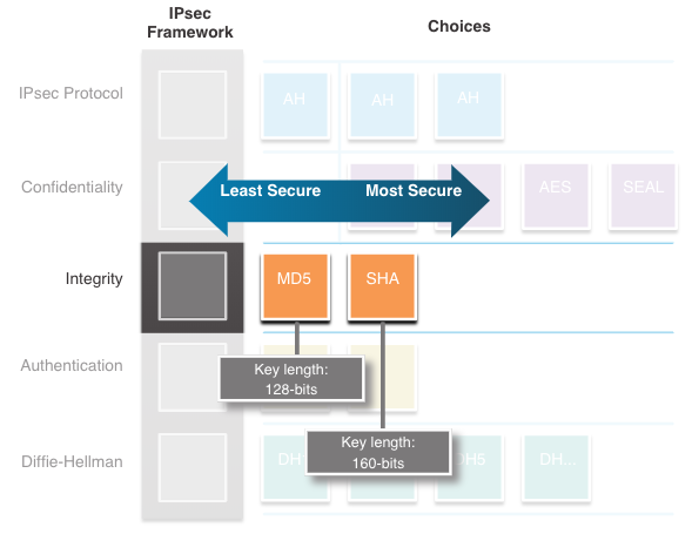 IPsec
Framework
Choices
IPsec Protocol
AH
AH
AH
Confidentiality
Least Secure
Most Secure
AES
SEAL
Integrity
MD5
SHA
Authentication
Key length:
128-bits
Key length:
160-bits
Diffie-Hellman
DH
DH5
DH...